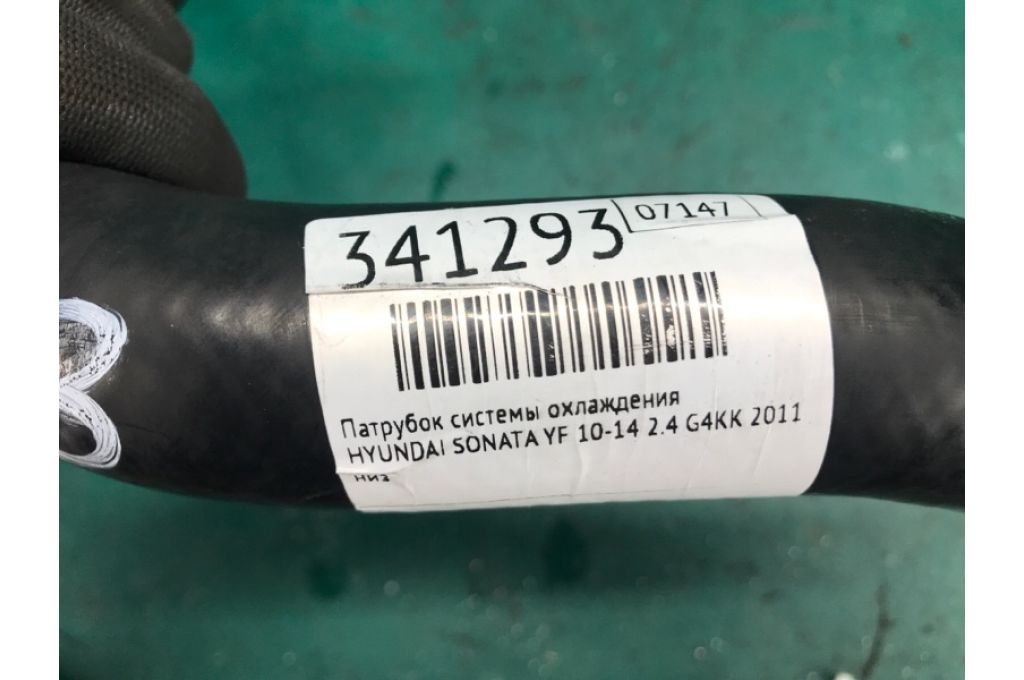 341293 07147
Патрубок системы охлаждения
HYUNDAI SONATA YF 10-14 2.4 G4KK 2011
низ